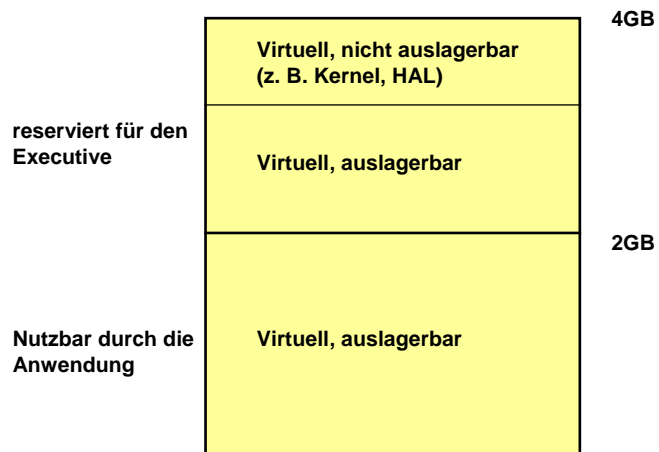 4GB
Virtuell, nicht auslagerbar
(z. B. Kernel, HAL)
reserviert für den
Executive
Virtuell, auslagerbar
2GB
Nutzbar durch die
Anwendung
Virtuell, auslagerbar